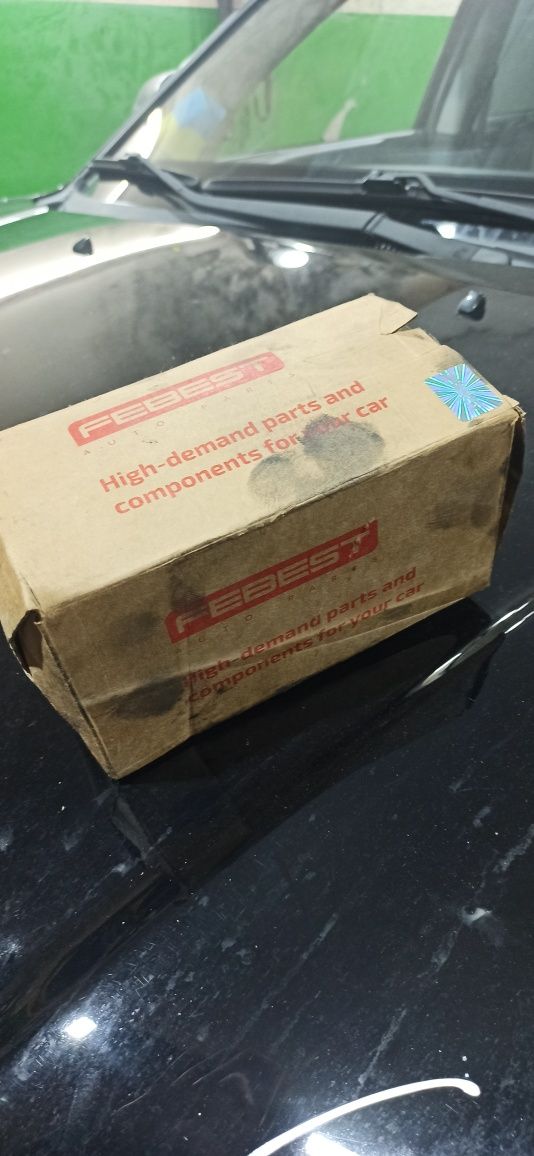 FEBEST
AUTO PARTS
High-demand parts and
components for your car
FEBEST
AUTO PARTS
High-demand parts and
components for your car